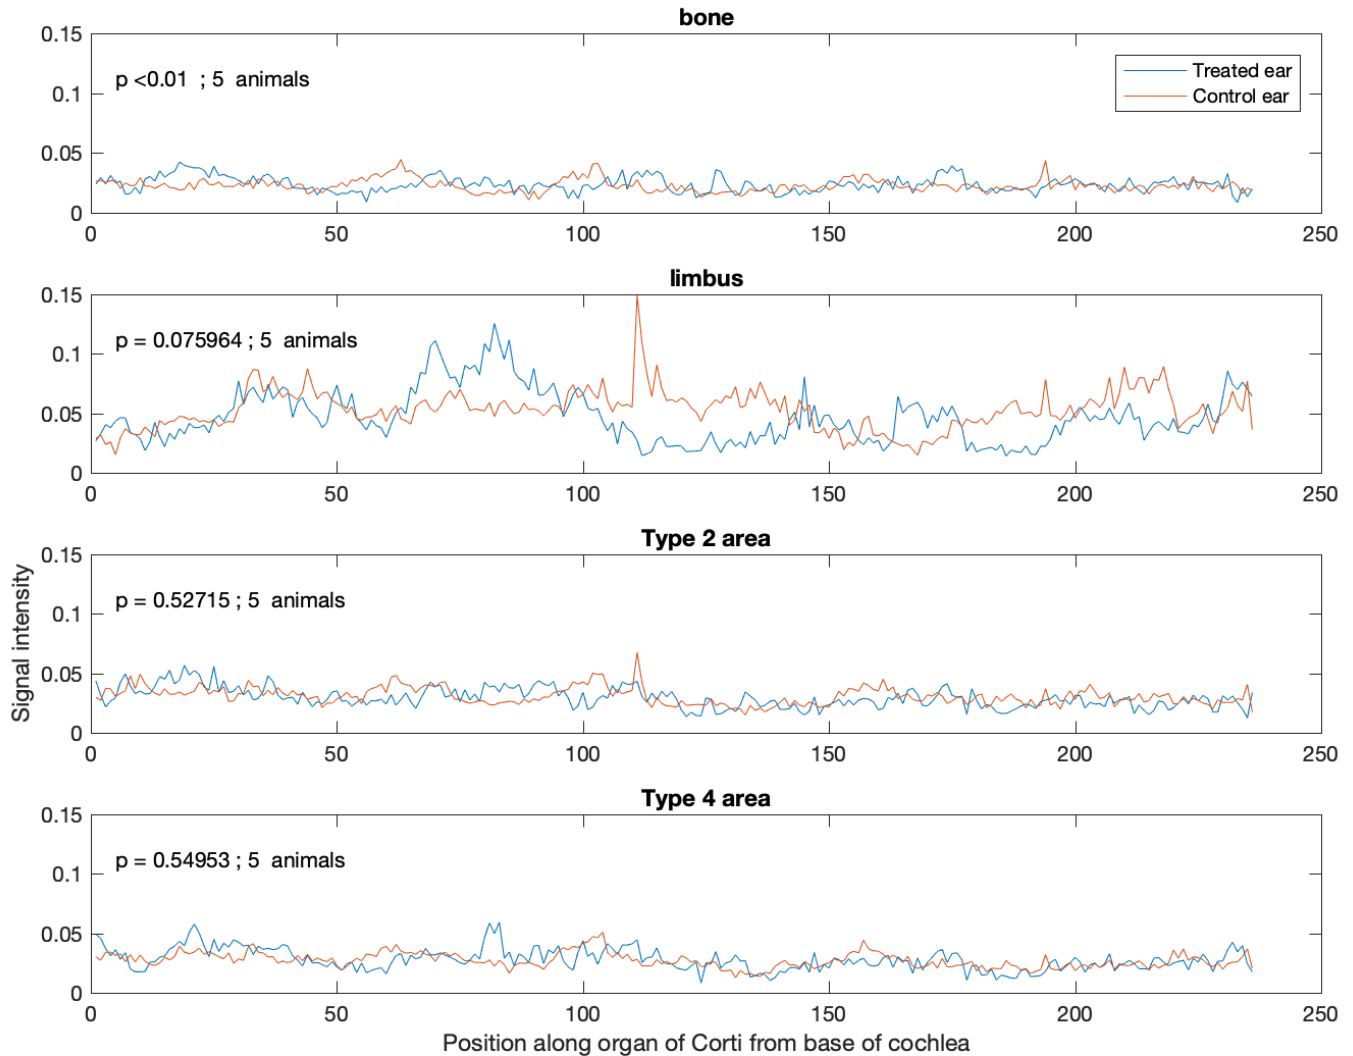 bone
0.15
p <0.01 ; 5 animals
Treated ear
0.1
Control ear
0.05
0
0 50 100 150 200 250
limbus
0.15
p = 0.075964 ; 5 animals
0.1
0.05
0
0 50 100 150 200 250
Type 2 area
0.15
p = 0.52715 ; 5 animals
0.1
0.05
0
0 50 100 150 200 250
Signal intensity
Type 4 area
0.15
p = 0.54953 ; 5 animals
0.1
0.05
0
0 50 100 150 200 250
Position along organ of Corti from base of cochlea